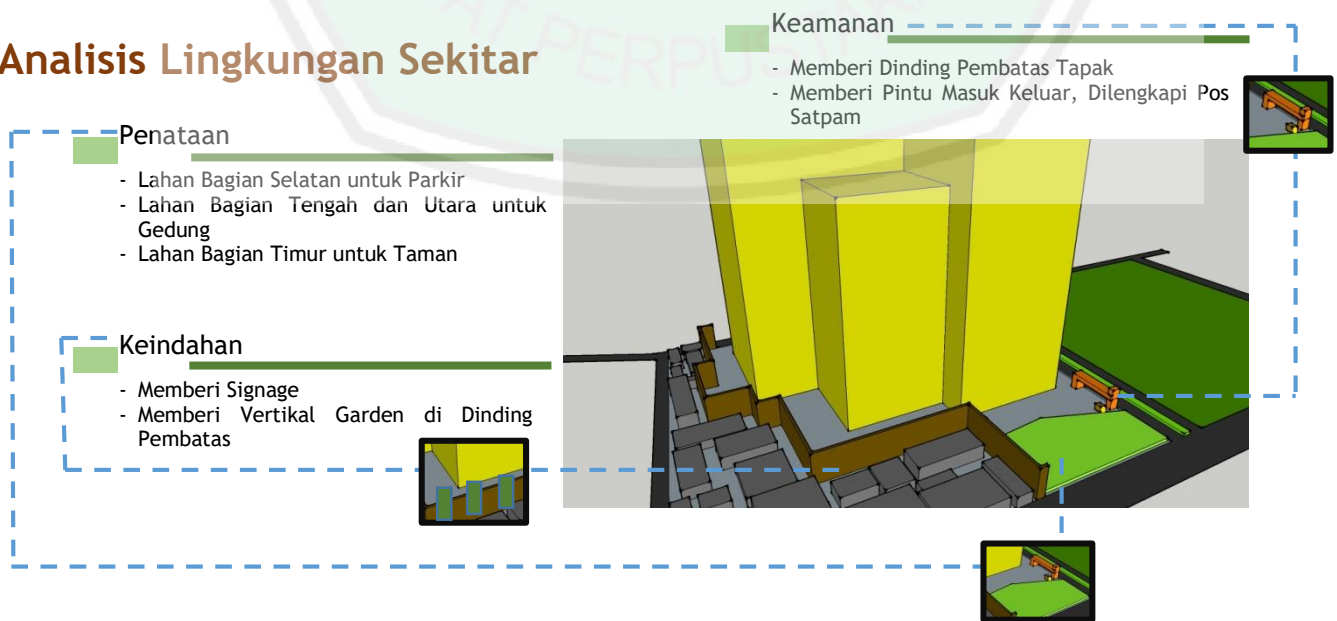 Analisis Lingkungan Sekitar
Penataan
- Lahan Bagian Selatan untuk Parkir
- Lahan Bagian Tengah dan Utara untuk
Gedung
- Lahan Bagian Timur untuk Taman
Keindahan
- Memberi Signage
- Memberi Vertikal Garden di Dinding
Pembatas
Keamanan
- Memberi Dinding Pembatas Tapak
- Memberi Pintu Masuk Keluar, Dilengkapi Pos
Satpam